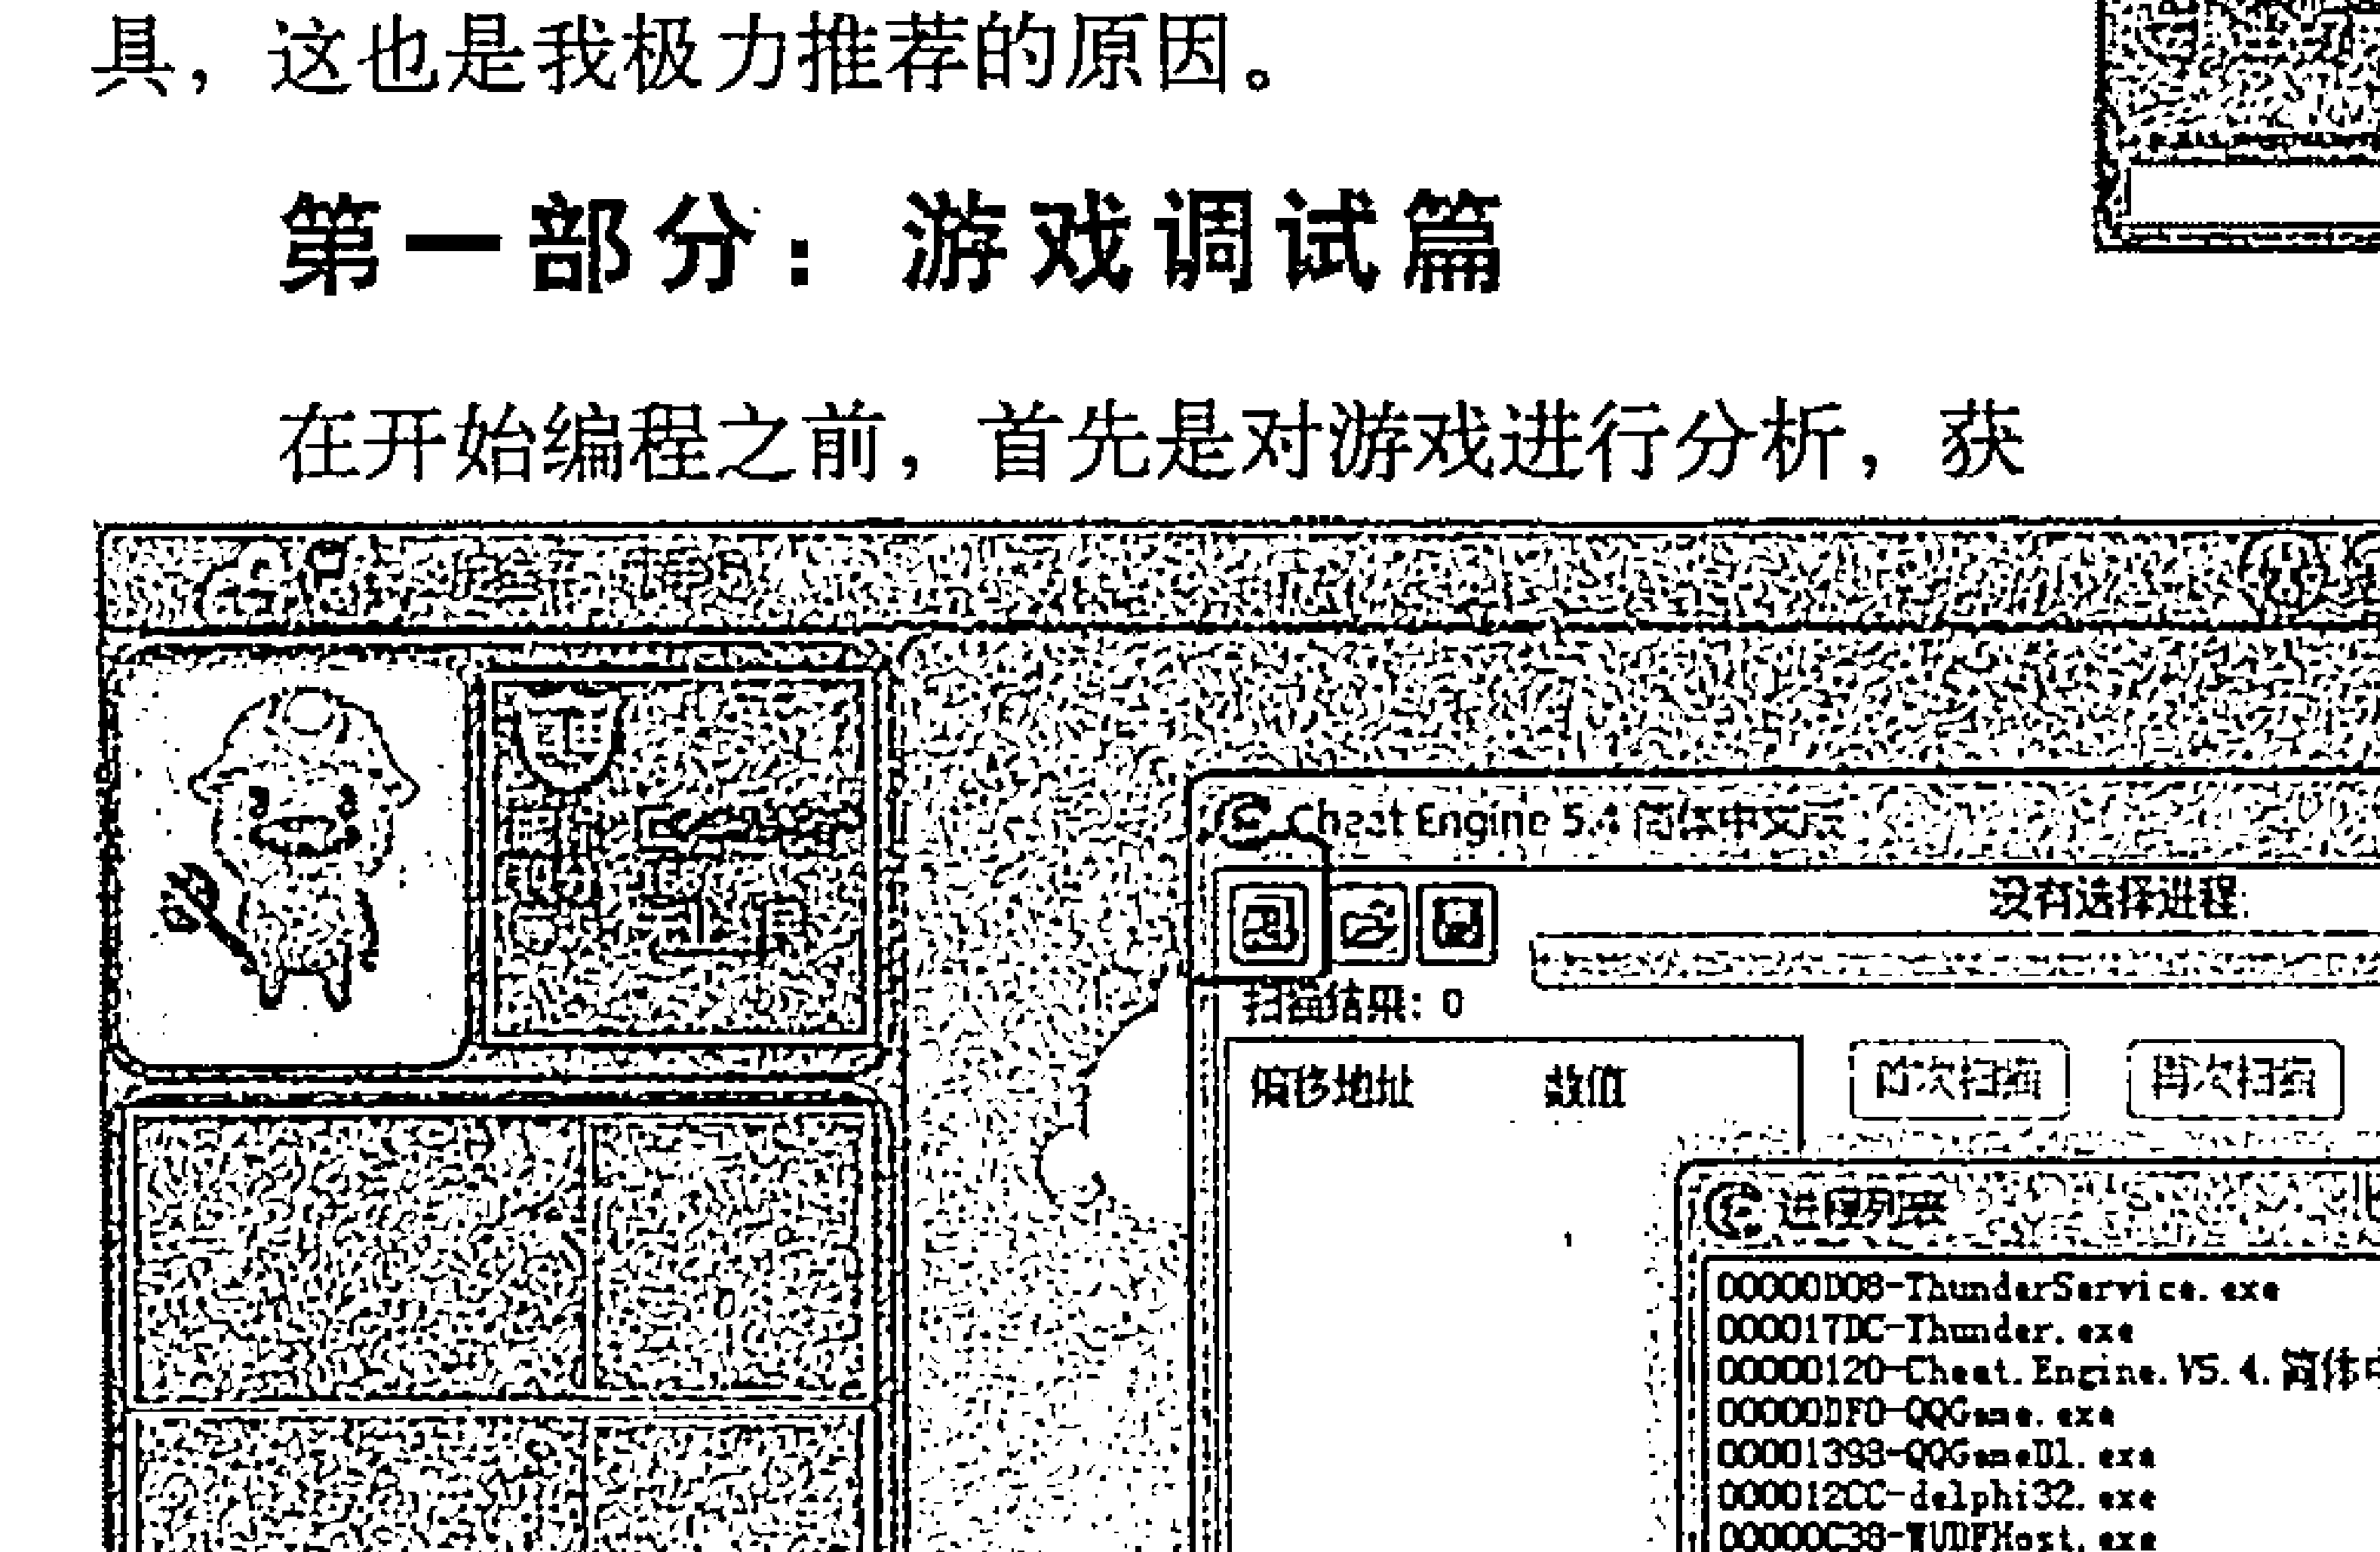 具，这也是我极力推荐的原因。
第一部分：游戏调试篇
在开始编程之前，首先是对游戏进行分析，获
Cheat Engine 5.4 简体中文版
没有选择进程.
扫描结果: 0
偏移地址 数值 首次扫描 再次扫描
进程列表
00000D08-ThunderService.exe
000017DC-Thunder.exe
00000120-Cheat.Engine.V5.4.简体中
00000DF0-QQGame.exe
-QQGameDl.exe
000012CC-delphi32.exe
00000C38-WUDFHost.exe